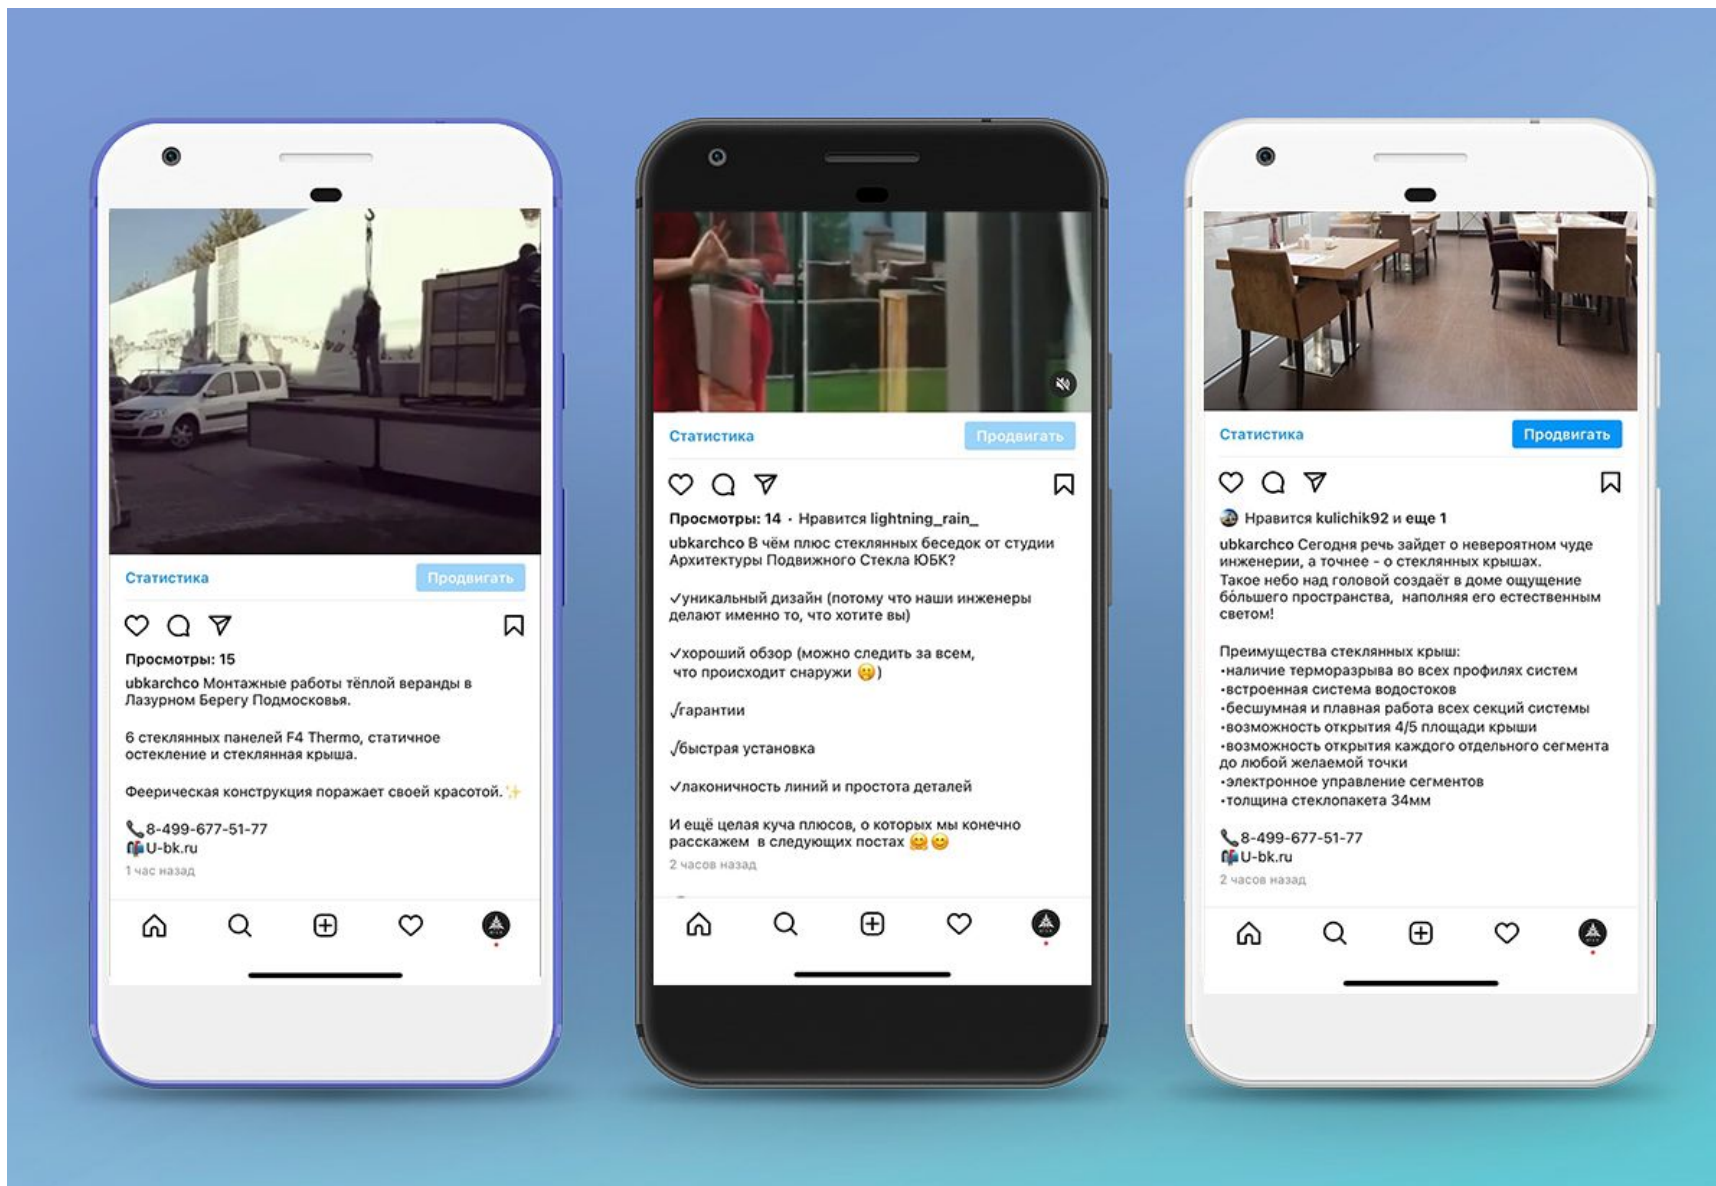 Статистика
Продвигать
Просмотры: 15
ubkarchco Монтажные работы тёплой веранды в
Лазурном Берегу Подмосковья.
6 стеклянных панелей F4 Thermo, статичное
остекление и стеклянная крыша.
Феерическая конструкция поражает своей красотой.✨
📞8-499-677-51-77
📬U-bk.ru
1 час назад
Статистика
Продвигать
Просмотры: 14 · Нравится lightning_rain_
ubkarchco В чём плюс стеклянных беседок от студии
Архитектуры Подвижного Стекла ЮБК?
✓уникальный дизайн (потому что наши инженеры
делают именно то, что хотите вы)
✓хороший обзор (можно следить за всем,
что происходит снаружи 🤫)
√гарантии
√быстрая установка
✓лаконичность линий и простота деталей
И ещё целая куча плюсов, о которых мы конечно
расскажем в следующих постах 🤗😊
2 часов назад
Статистика
Продвигать
Нравится kulichik92 и еще 1
ubkarchco Сегодня речь зайдет о невероятном чуде
инженерии, а точнее - о стеклянных крышах.
Такое небо над головой создаёт в доме ощущение
бо́льшего пространства, наполняя его естественным
светом!
Преимущества стеклянных крыш:
•наличие терморазрыва во всех профилях систем
•встроенная система водостоков
•бесшумная и плавная работа всех секций системы
•возможность открытия 4/5 площади крыши
•возможность открытия каждого отдельного сегмента
до любой желаемой точки
•электронное управление сегментов
•толщина стеклопакета 34мм
📞8-499-677-51-77
📬U-bk.ru
2 часов назад